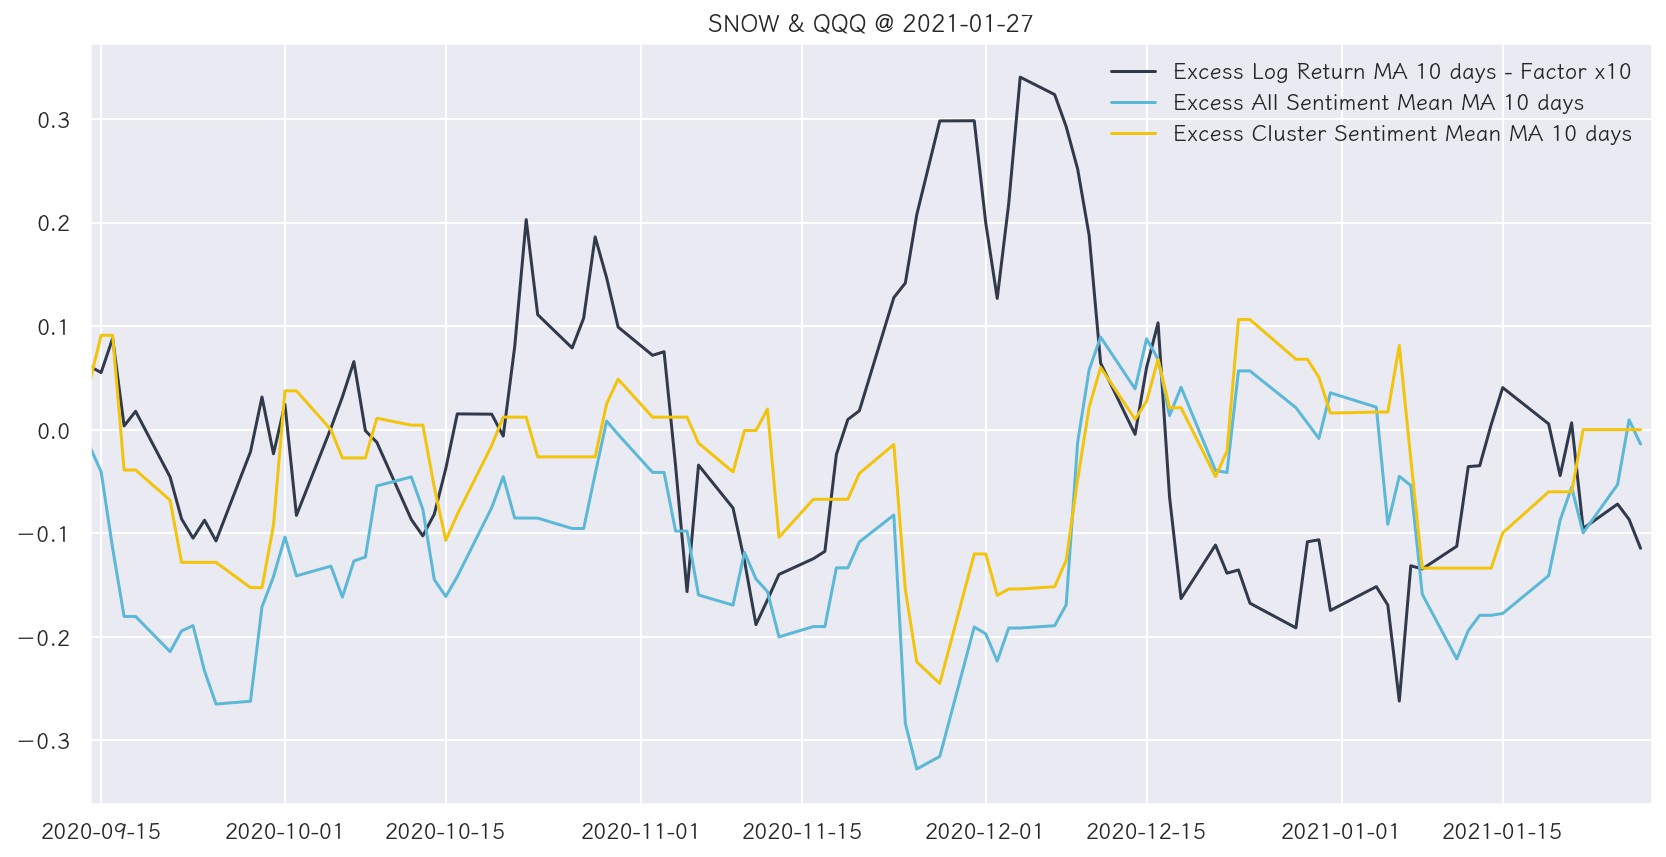 SNOW & QQQ @ 2021-01-27
Excess Log Return MA 10 days - Factor x10
Excess All Sentiment Mean MA 10 days
Excess Cluster Sentiment Mean MA 10 days
0.3
0.2
0.1
0.0
−0.1
−0.2
−0.3
2020-09-15 2020-10-01 2020-10-15 2020-11-01 2020-11-15 2020-12-01 2020-12-15 2021-01-01 2021-01-15